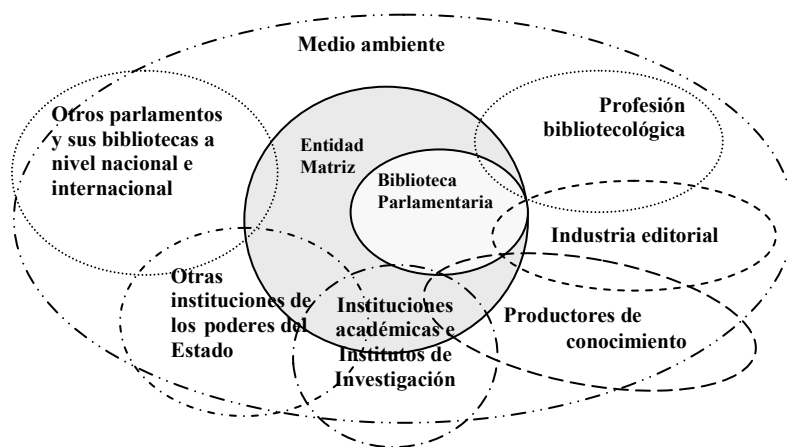 Medio ambiente
Otros parlamentos
y sus bibliotecas a
nivel nacional e
internacional
Entidad
Matriz
Biblioteca
Parlamentaria
Profesión
bibliotecológica
Industria editorial
Otras
instituciones de
los poderes del
Estado
Instituciones
académicas e
Institutos de
Investigación
Productores de
conocimiento